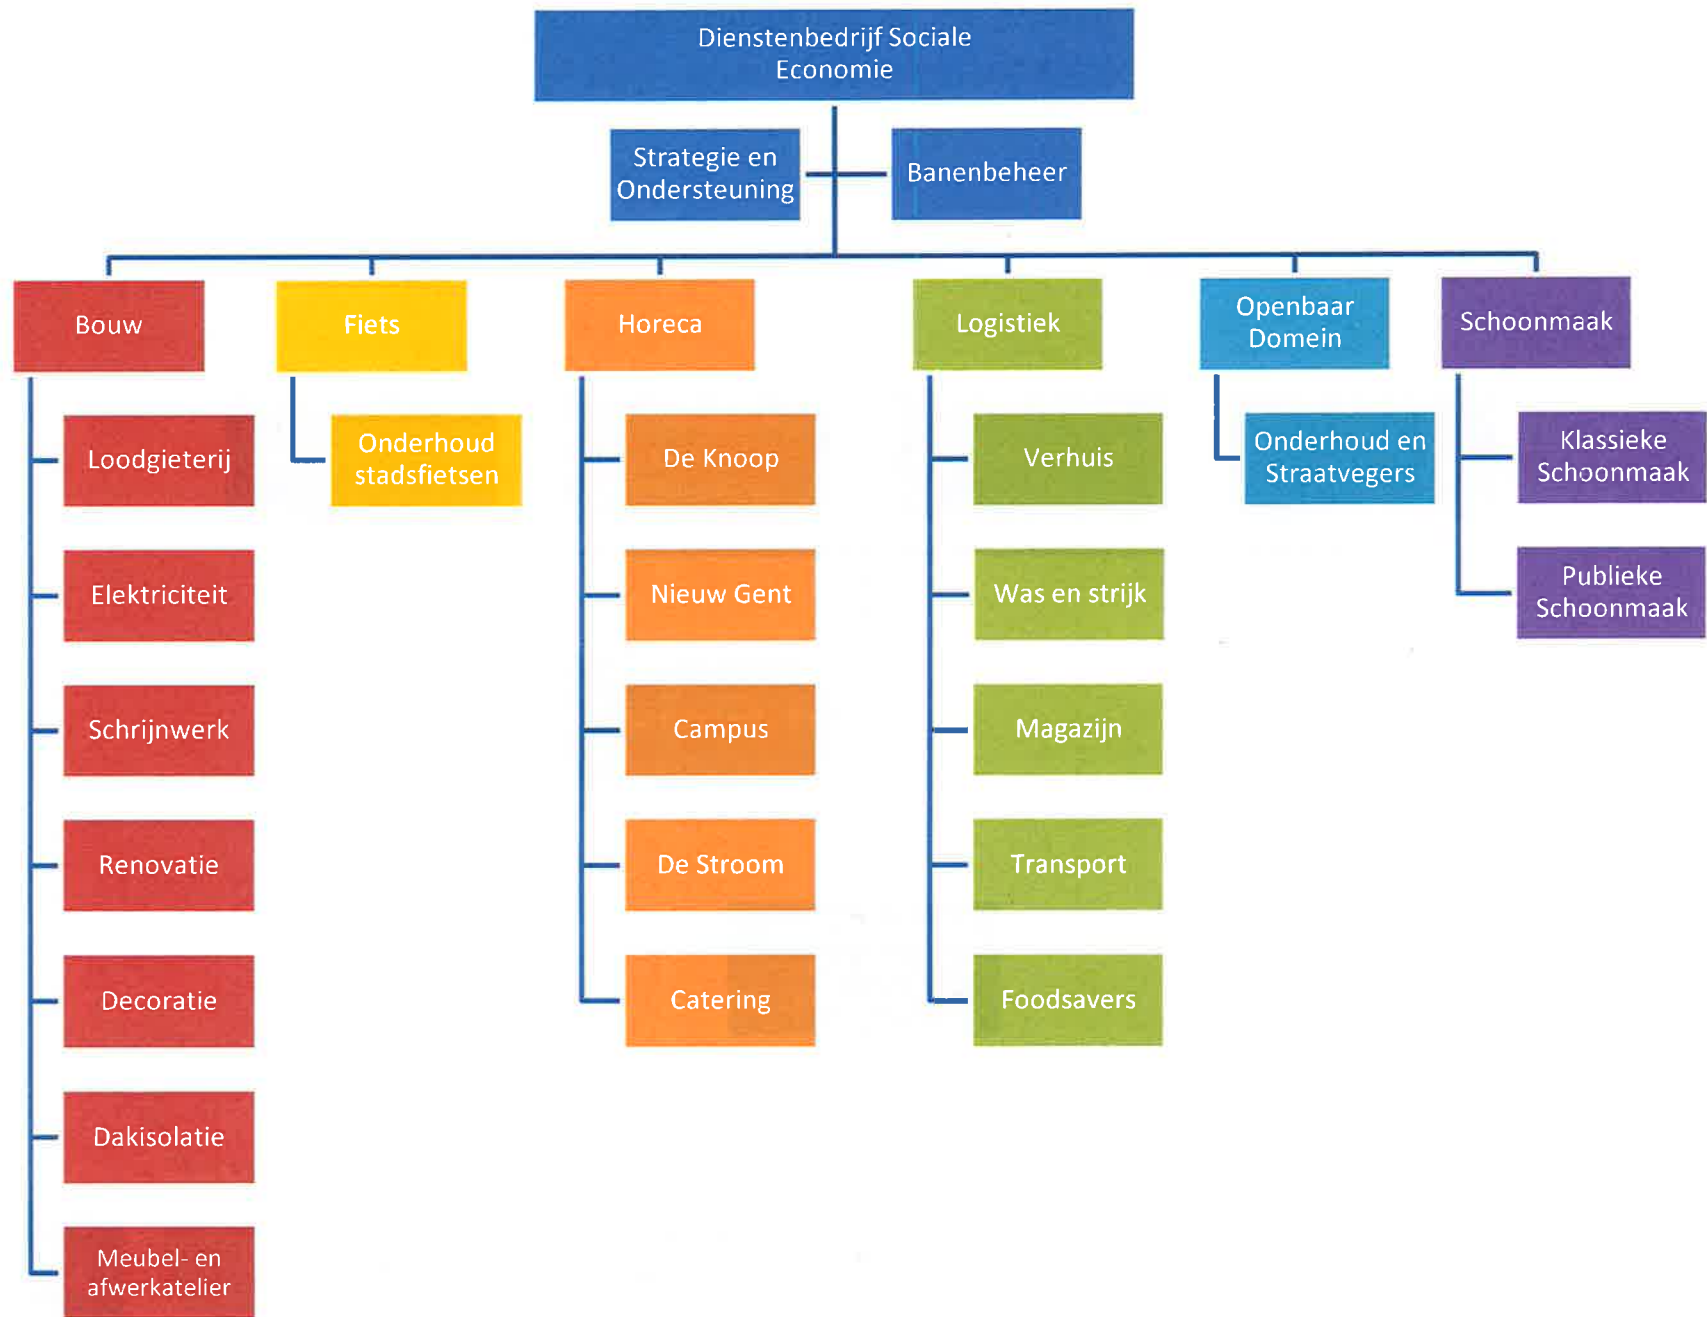 Dienstenbedrijf Sociale
Economie
Strategie en
Ondersteuning
Banenbeheer
Bouw
Fiets
Horeca
Logistiek
Openbaar
Domein
Schoonmaak
Loodgieterij
Elektriciteit
Schrijnwerk
Renovatie
Decoratie
Dakisolatie
Meubel- en
afwerkatelier
Onderhoud
stadsfietsen
De Knoop
Nieuw Gent
Campus
De Stroom
Catering
Verhuis
Was en strijk
Magazijn
Transport
Foodsavers
Onderhoud en
Straatvegers
Klassieke
Schoonmaak
Publieke
Schoonmaak